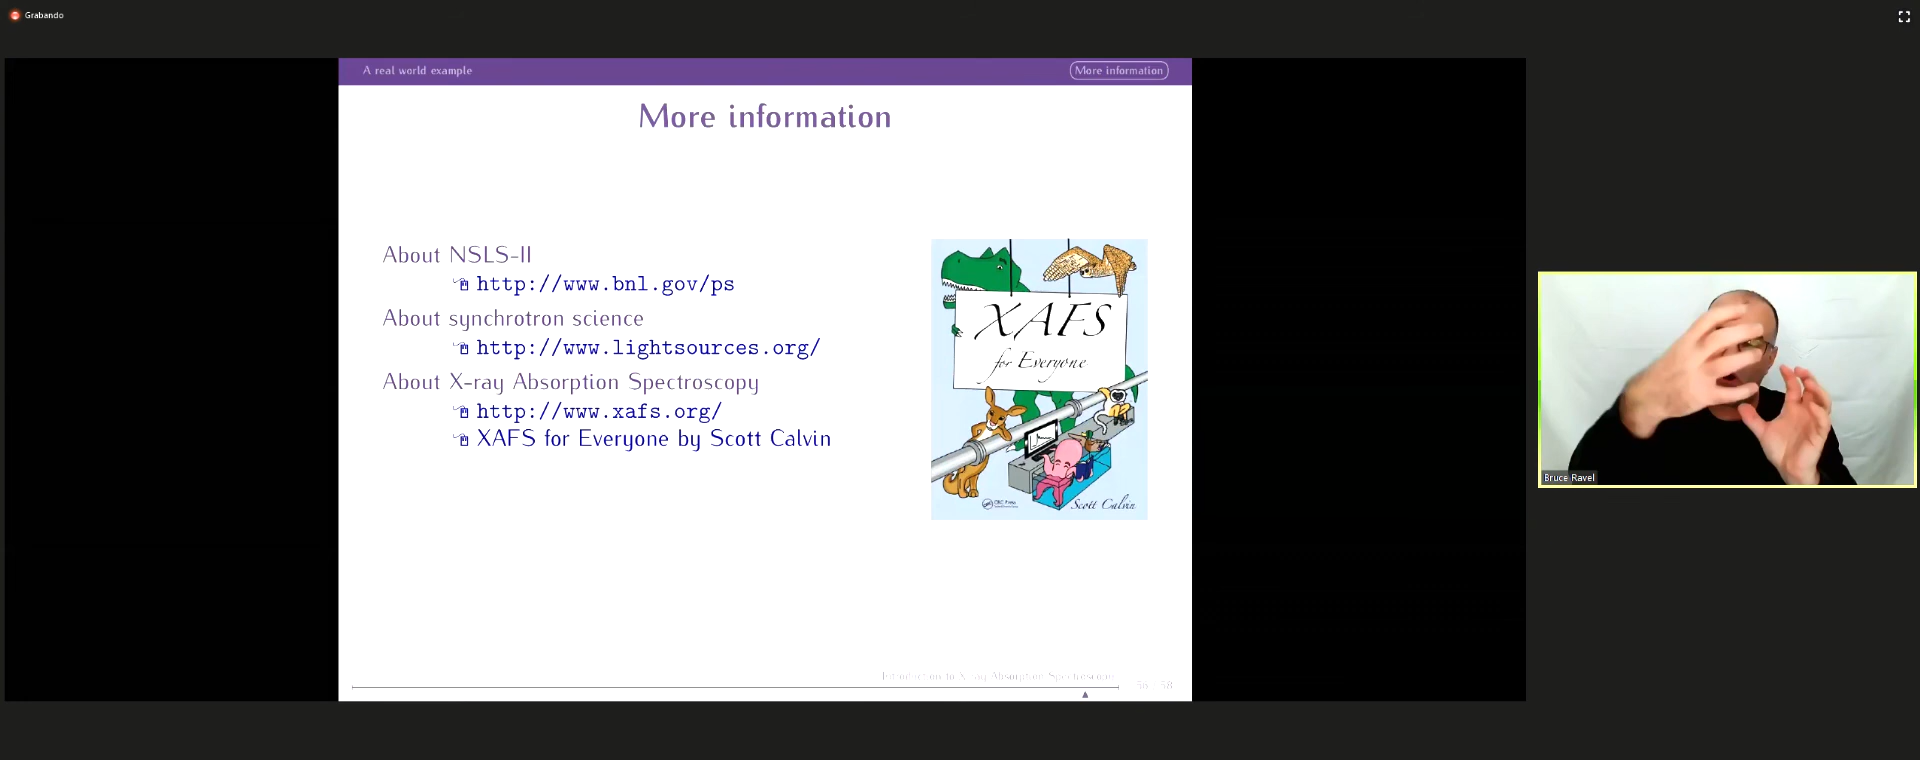 Grabando
A real world example
More information
More information
About NSLS-II
http://www.bnl.gov/ps
About synchrotron science
http://www.lightsources.org/
About X-ray Absorption Spectroscopy
http://www.xafs.org/
XAFS for Everyone by Scott Calvin
XAFS
for Everyone
CRC Press
Scott Calvin
Bruce Ravel
Introduction to X-ray Absorption Spectroscopy